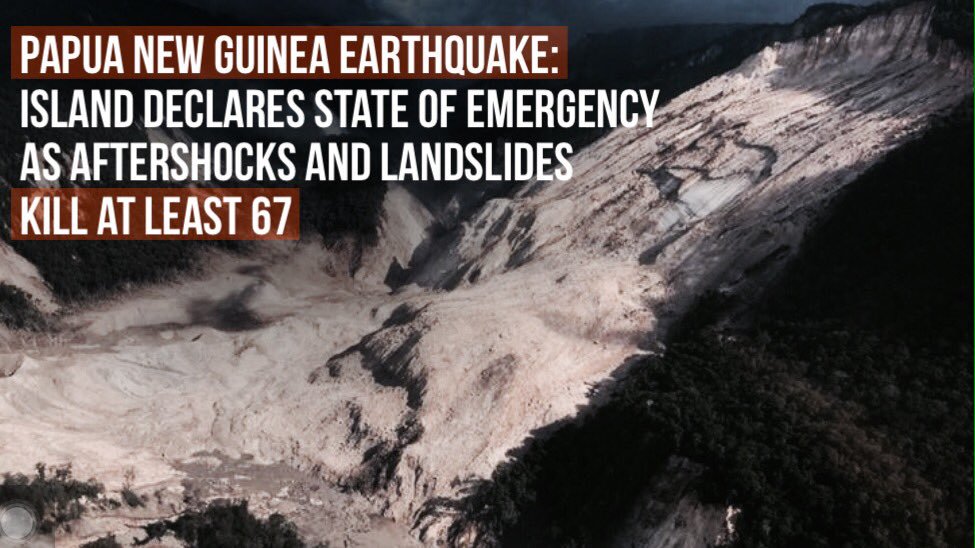 PAPUA NEW GUINEA EARTHQUAKE:
ISLAND DECLARES STATE OF EMERGENCY
AS AFTERSHOCKS AND LANDSLIDES
KILL AT LEAST 67